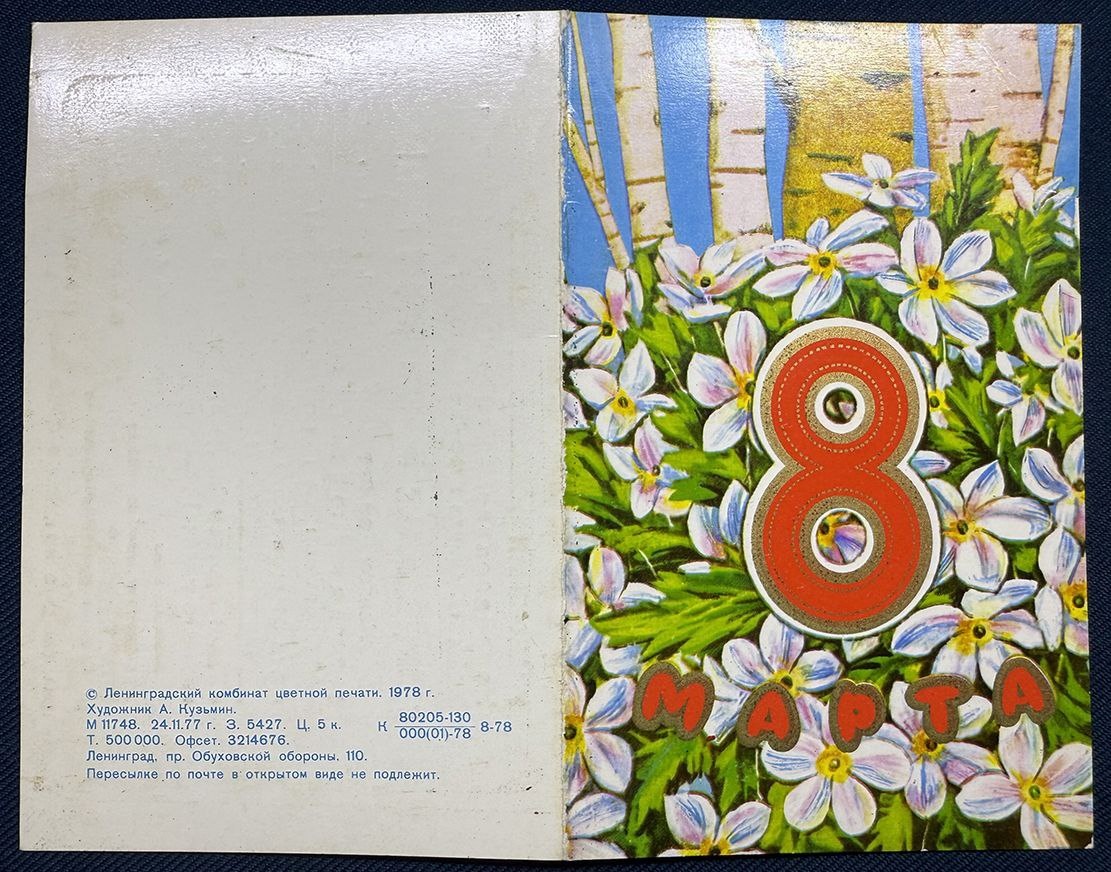 © Ленинградский комбинат цветной печати. 1978 г.
Художник А. Кузьмин.
М 11748. 24.11.77 г. З. 5427. Ц. 5 к. К 80205-130 8-78
000(01)-78
Т. 500 000. Офсет. 3214676.
Ленинград, пр. Обуховской обороны, 110.
Пересылке по почте в открытом виде не подлежит.
8
МАРТА